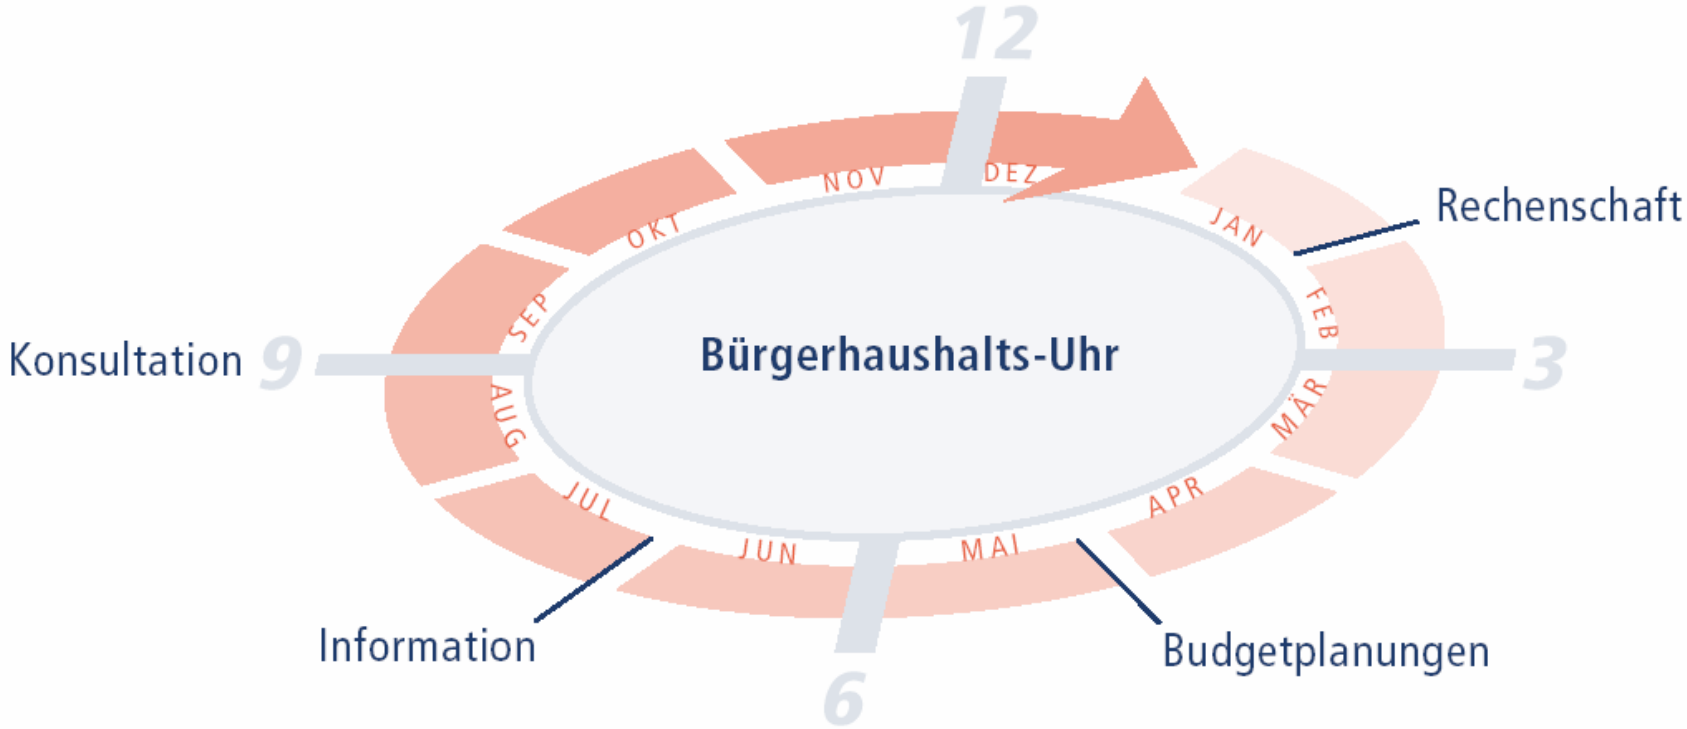 12
NOV
DEZ
OKT
JAN
Rechenschaft
SEP
FEB
Bürgerhaushalts-Uhr
Konsultation
9
3
AUG
MÄR
JUL
APR
JUN
MAI
Information
Budgetplanungen
6